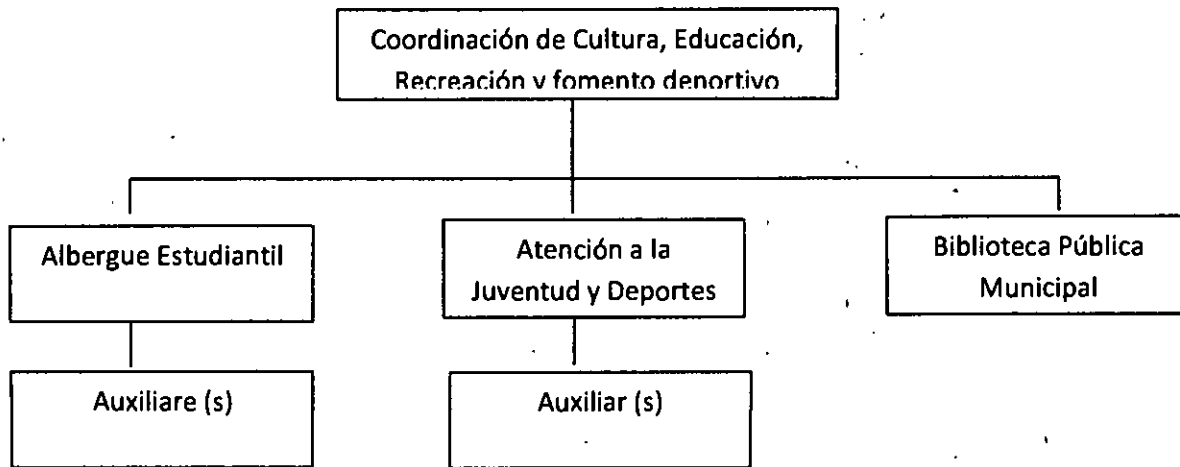 Coordinación de Cultura, Educación,
Recreación y fomento deportivo
Albergue Estudiantil
Atención a la
Juventud y Deportes
Biblioteca Pública
Municipal
Auxiliare (s)
Auxiliar (s)